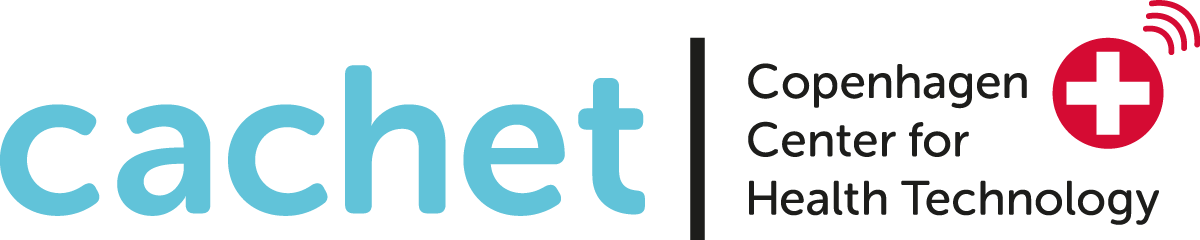 cachet
Copenhagen
Center for
Health Technology